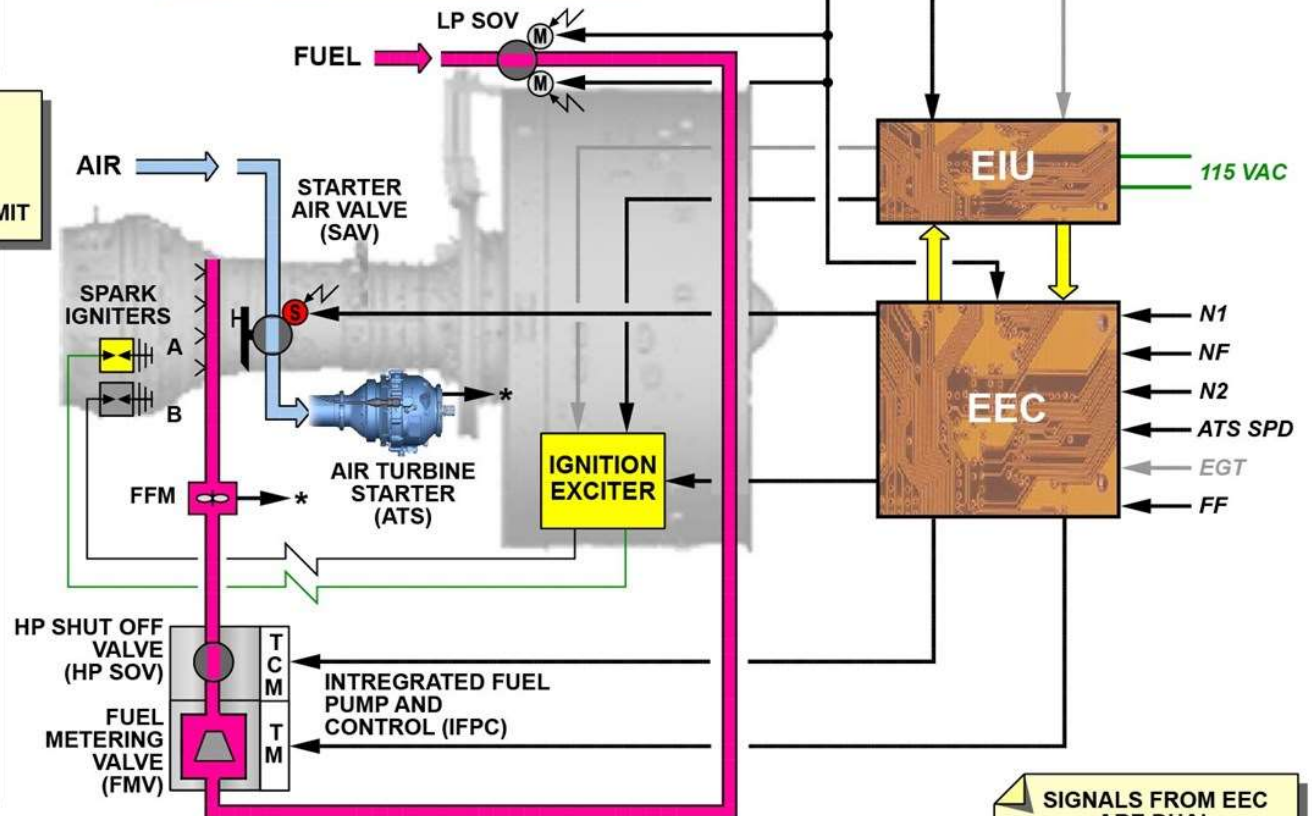 LP SOV
M
FUEL
M
AIR
EIU
115 VAC
MIT
STARTER
AIR VALVE
(SAV)
SPARK
IGNITERS
A
B
S
N1
NF
N2
ATS SPD
EGT
FF
EEC
*
AIR TURBINE
STARTER
(ATS)
IGNITION
EXCITER
FFM
*
HP SHUT OFF
VALVE
(HP SOV)
T
C
M
INTREGRATED FUEL
PUMP AND
CONTROL (IFPC)
FUEL
METERING
VALVE
(FMV)
T
M
SIGNALS FROM EEC
ARE DUAL